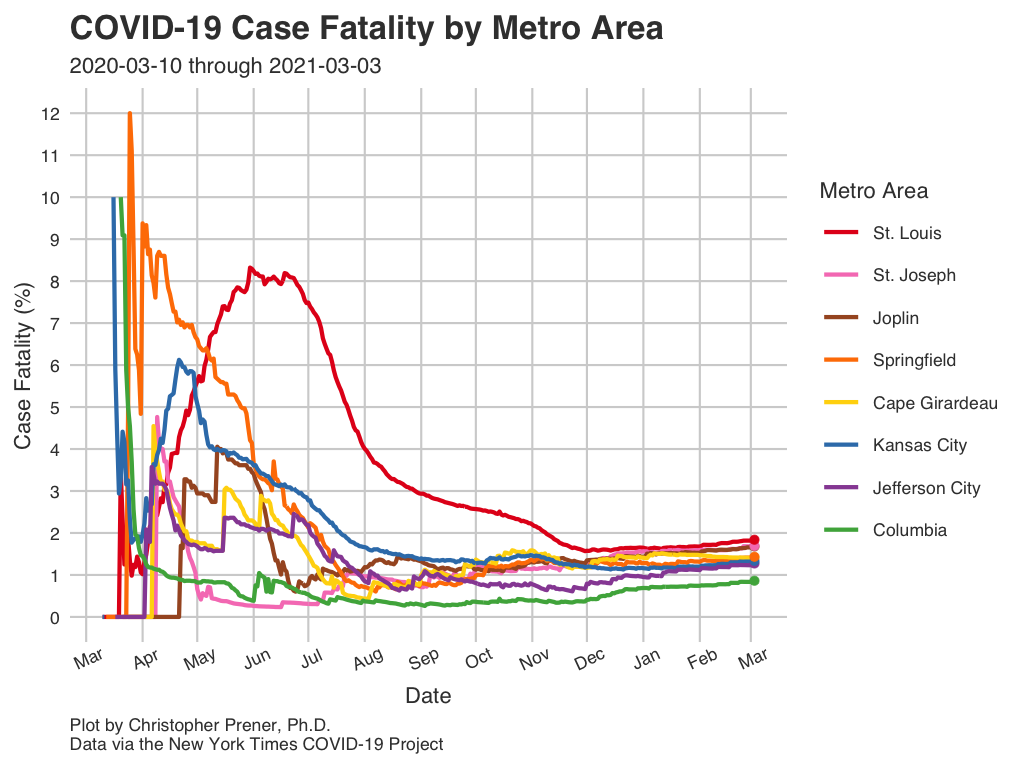 COVID-19 Case Fatality by Metro Area
2020-03-10 through 2021-03-03
12
11
10
9
8
7
6
5
4
3
2
1
0
Case Fatality (%)
Mar Apr May Jun Jul Aug Sep Oct Nov Dec Jan Feb Mar
Date
Metro Area
St. Louis
St. Joseph
Joplin
Springfield
Cape Girardeau
Kansas City
Jefferson City
Columbia
Plot by Christopher Prener, Ph.D.
Data via the New York Times COVID-19 Project